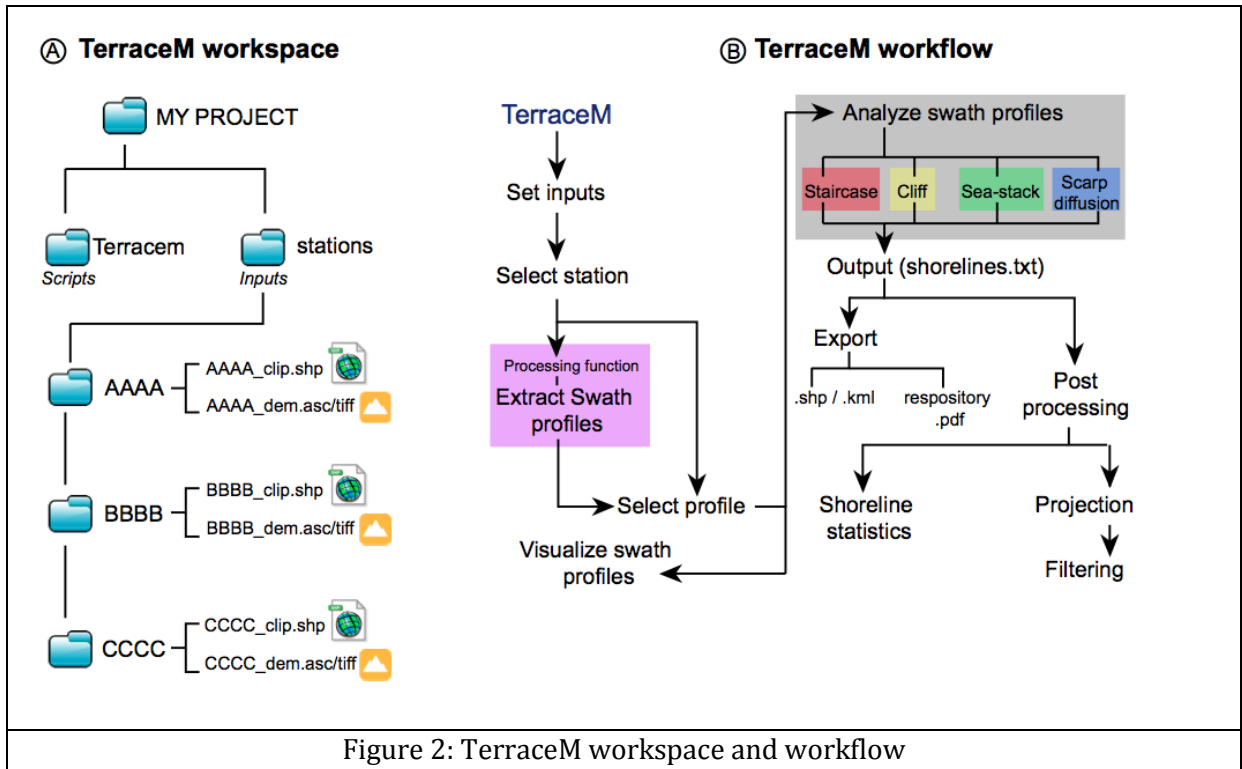 Ⓐ TerraceM workspace
MY PROJECT
Terracem
Scripts
stations
Inputs
AAAA
AAAA_clip.shp
AAAA_dem.asc/tiff
BBBB
BBBB_clip.shp
BBBB_dem.asc/tiff
CCCC
CCCC_clip.shp
CCCC_dem.asc/tiff
Ⓑ TerraceM workflow
TerraceM
Set inputs
Select station
Processing function
Extract Swath
profiles
Select profile
Visualize swath
profiles
Analyze swath profiles
Staircase
Cliff
Sea-stack
Scarp
diffusion
Output (shorelines.txt)
Export
.shp / .kml
respository
.pdf
Post
processing
Shoreline
statistics
Projection
Filtering
Figure 2: TerraceM workspace and workflow